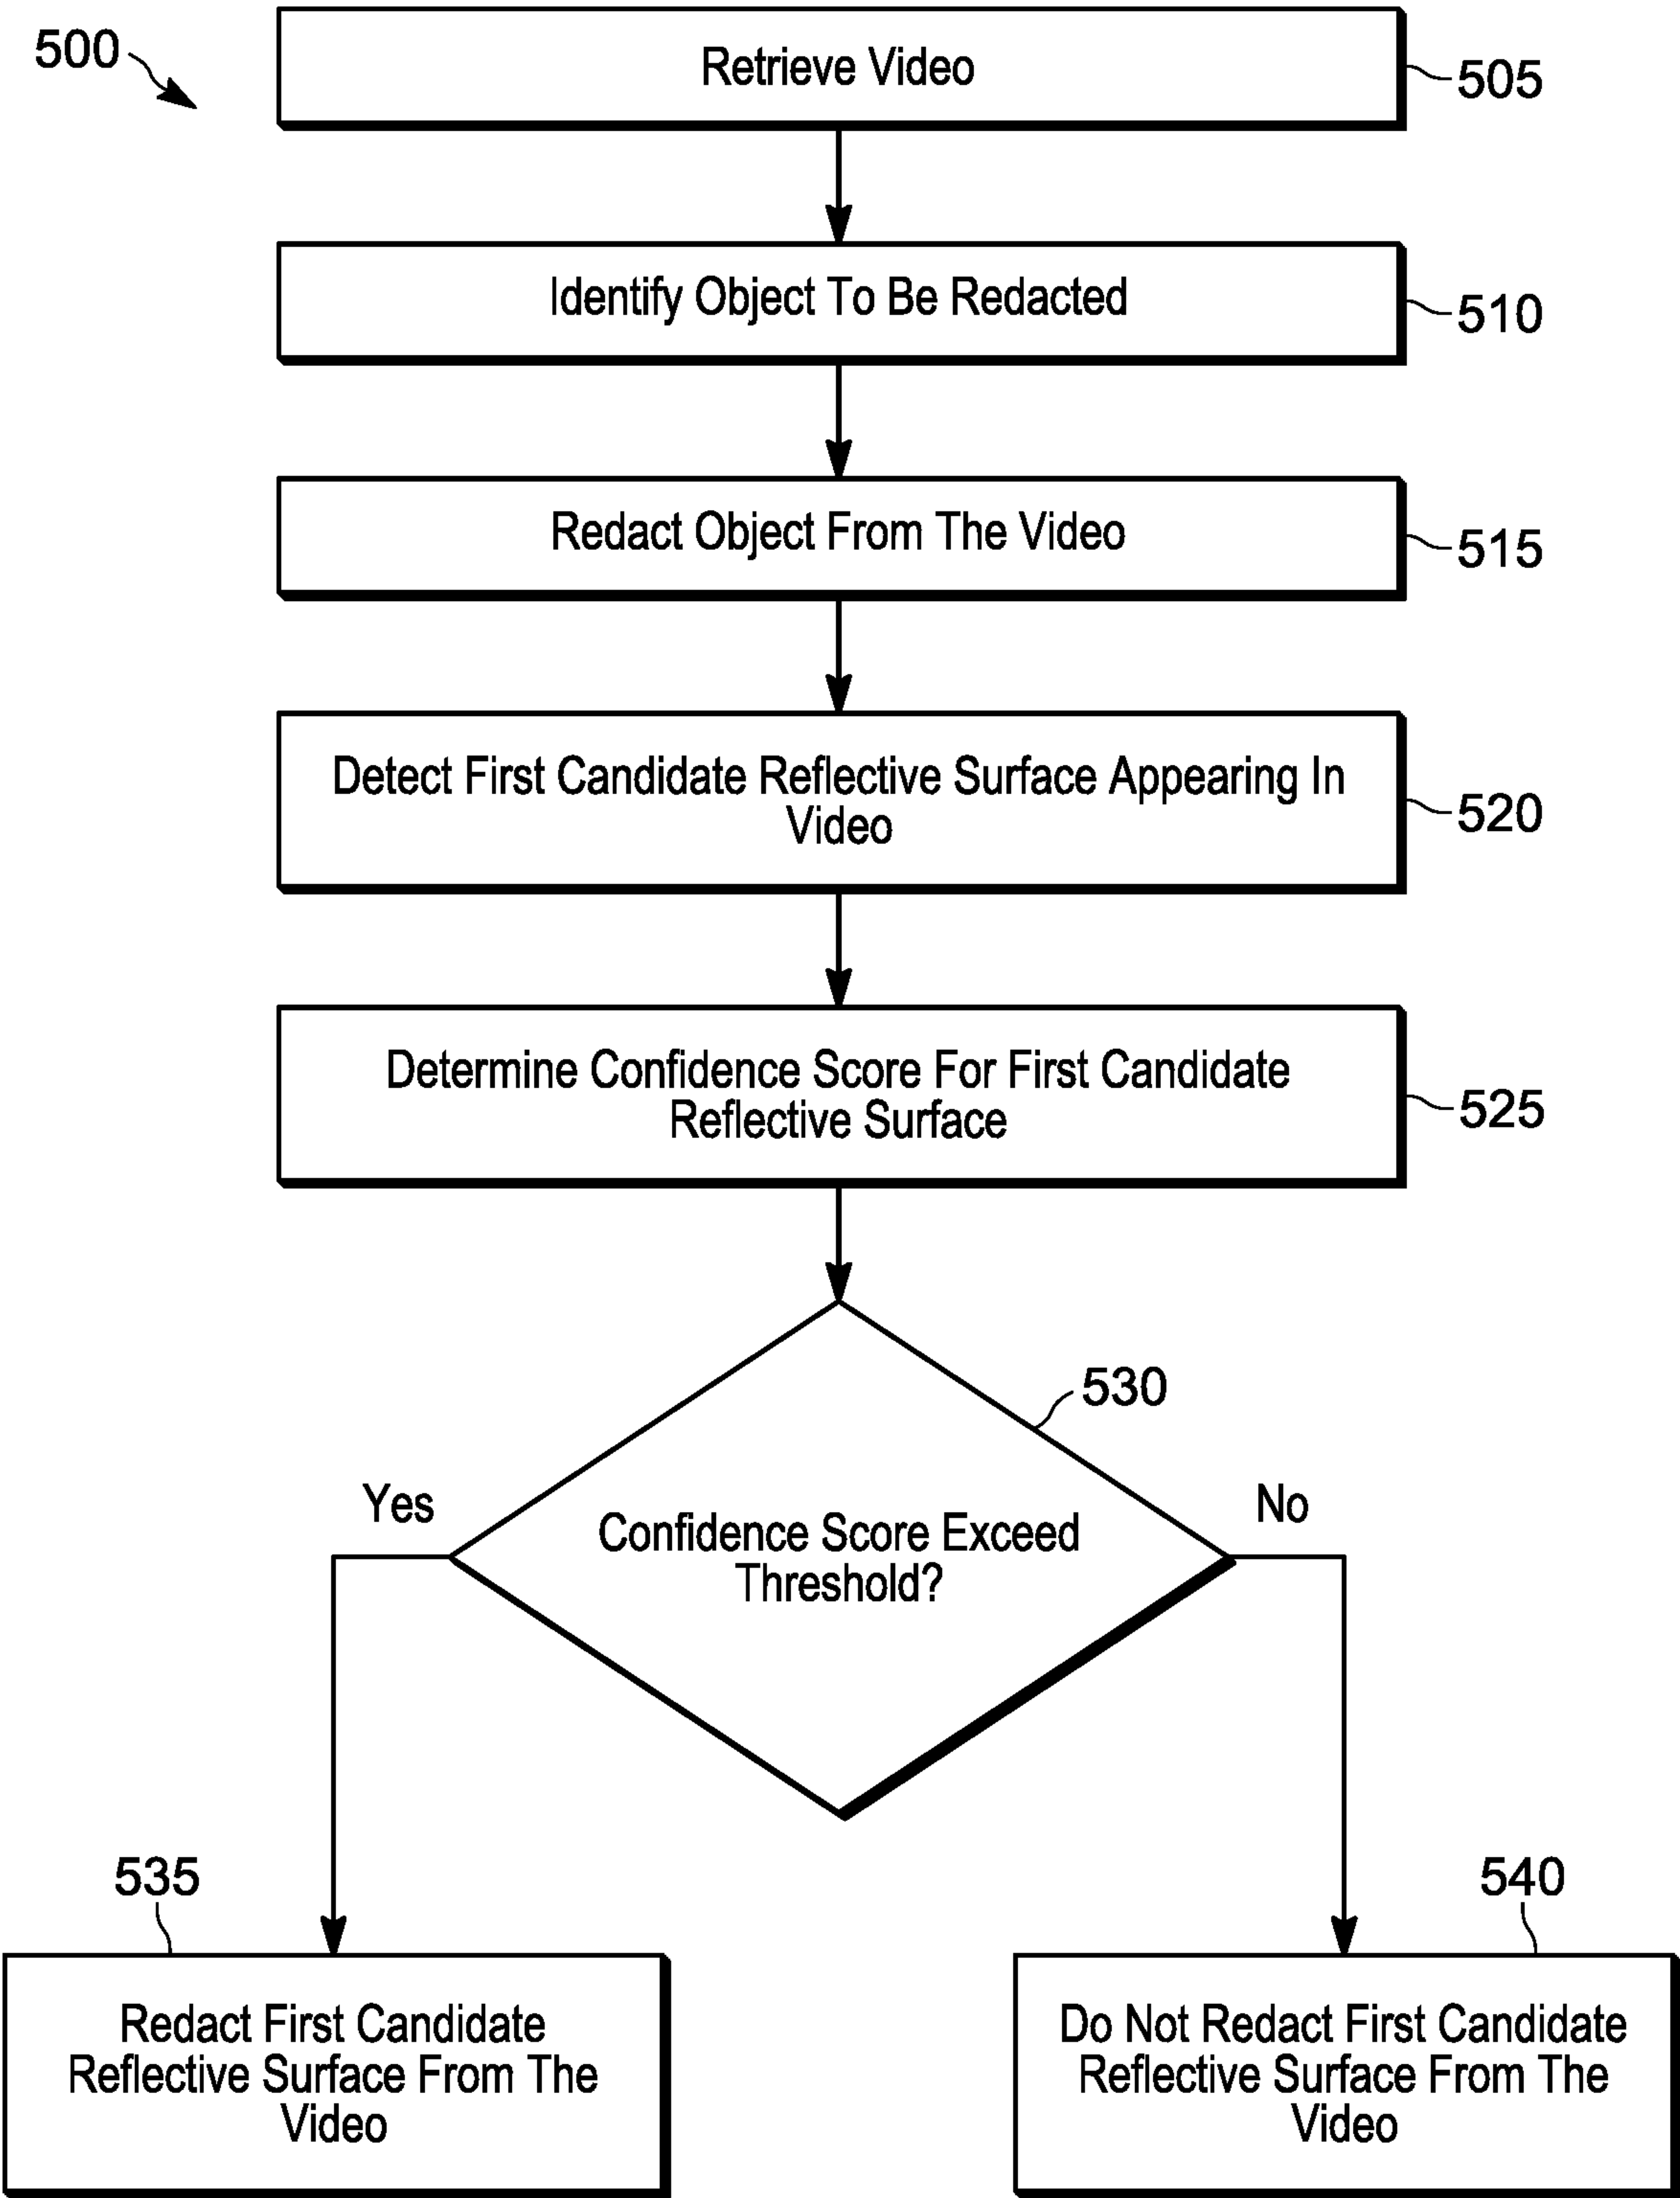 500
Retrieve Video
505
Identify Object To Be Redacted
510
Redact Object From The Video
515
Detect First Candidate Reflective Surface Appearing In
Video
520
Determine Confidence Score For First Candidate
Reflective Surface
525
530
Yes
No
Confidence Score Exceed
Threshold?
535
540
Redact First Candidate
Reflective Surface From The
Video
Do Not Redact First Candidate
Reflective Surface From The
Video